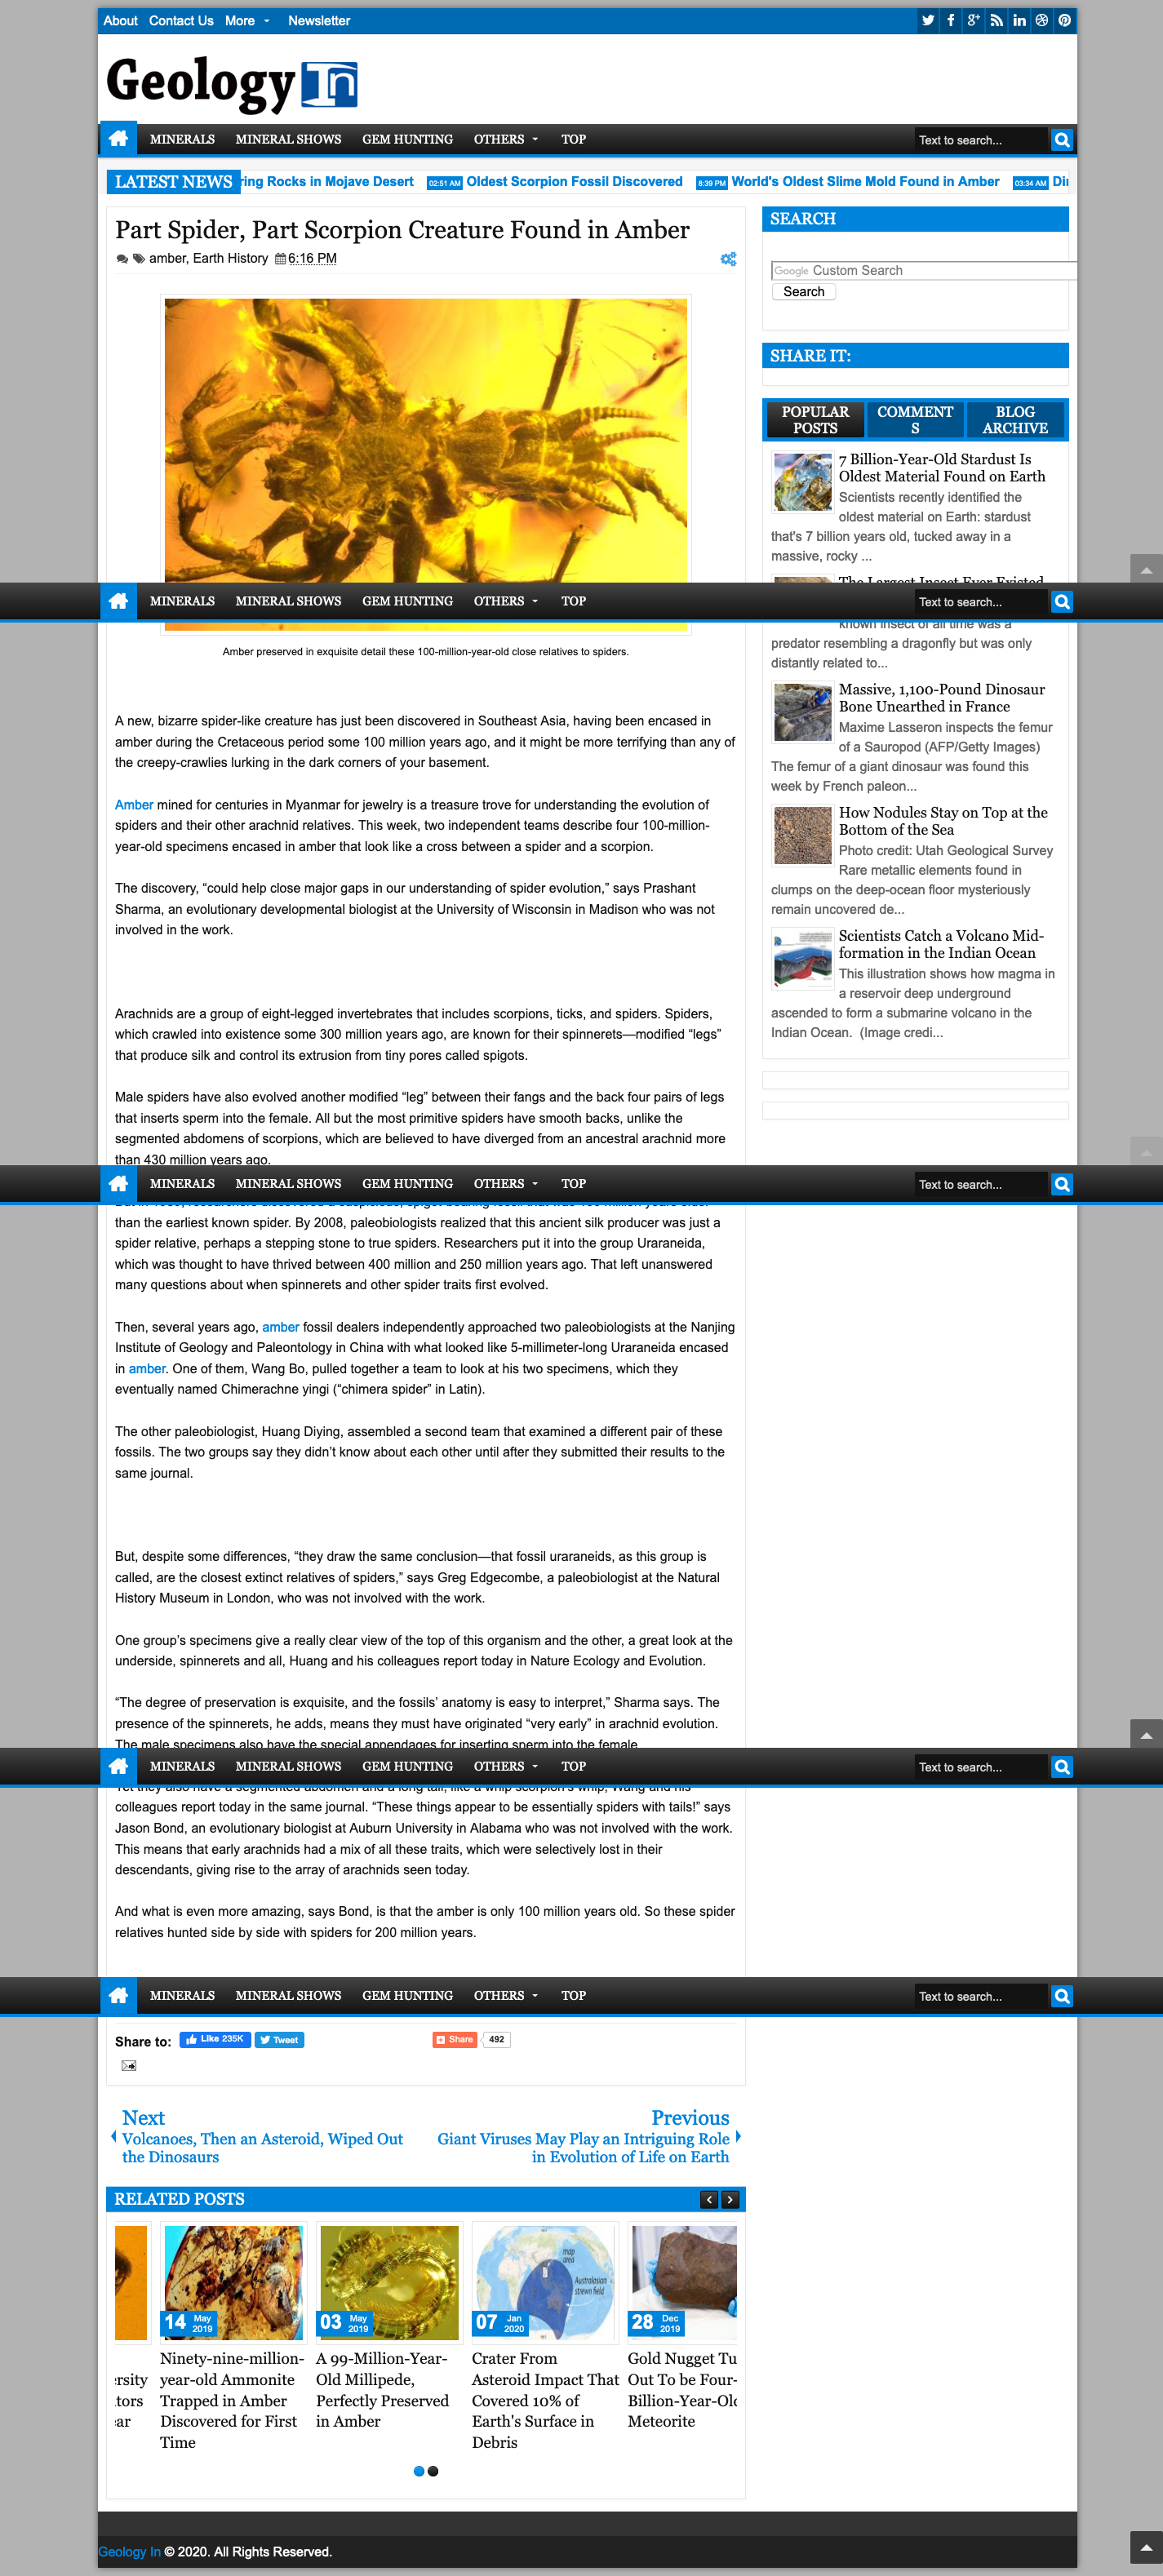 About Contact Us More Newsletter
Geology In
MINERALS MINERAL SHOWS GEM HUNTING OTHERS TOP Text to search...
LATEST NEWS ring Rocks in Mojave Desert 02:51 AM Oldest Scorpion Fossil Discovered 8:39 PM World's Oldest Slime Mold Found in Amber 03:34 AM
Part Spider, Part Scorpion Creature Found in Amber
amber, Earth History 6:16 PM
MINERALS MINERAL SHOWS GEM HUNTING OTHERS TOP Text to search...
Amber preserved in exquisite detail these 100-million-year-old close relatives to spiders.
A new, bizarre spider-like creature has just been discovered in Southeast Asia, having been encased in
amber during the Cretaceous period some 100 million years ago, and it might be more terrifying than any of
the creepy-crawlies lurking in the dark corners of your basement.
Amber mined for centuries in Myanmar for jewelry is a treasure trove for understanding the evolution of
spiders and their other arachnid relatives. This week, two independent teams describe four 100-million-
year-old specimens encased in amber that look like a cross between a spider and a scorpion.
The discovery, “could help close major gaps in our understanding of spider evolution,” says Prashant
Sharma, an evolutionary developmental biologist at the University of Wisconsin in Madison who was not
involved in the work.
Arachnids are a group of eight-legged invertebrates that includes scorpions, ticks, and spiders. Spiders,
which crawled into existence some 300 million years ago, are known for their spinnerets—modified “legs”
that produce silk and control its extrusion from tiny pores called spigots.
Male spiders have also evolved another modified “leg” between their fangs and the back four pairs of legs
that inserts sperm into the female. All but the most primitive spiders have smooth backs, unlike the
segmented abdomens of scorpions, which are believed to have diverged from an ancestral arachnid more
than 430 million years ago.
MINERALS MINERAL SHOWS GEM HUNTING OTHERS TOP Text to search...
than the earliest known spider. By 2008, paleobiologists realized that this ancient silk producer was just a
spider relative, perhaps a stepping stone to true spiders. Researchers put it into the group Uraraneida,
which was thought to have thrived between 400 million and 250 million years ago. That left unanswered
many questions about when spinnerets and other spider traits first evolved.
Then, several years ago, amber fossil dealers independently approached two paleobiologists at the Nanjing
Institute of Geology and Paleontology in China with what looked like 5-millimeter-long Uraraneida encased
in amber. One of them, Wang Bo, pulled together a team to look at his two specimens, which they
eventually named Chimerachne yingi (“chimera spider” in Latin).
The other paleobiologist, Huang Diying, assembled a second team that examined a different pair of these
fossils. The two groups say they didn’t know about each other until after they submitted their results to the
same journal.
But, despite some differences, “they draw the same conclusion—that fossil uraraneids, as this group is
called, are the closest extinct relatives of spiders,” says Greg Edgecombe, a paleobiologist at the Natural
History Museum in London, who was not involved with the work.
One group’s specimens give a really clear view of the top of this organism and the other, a great look at the
underside, spinnerets and all, Huang and his colleagues report today in Nature Ecology and Evolution.
“The degree of preservation is exquisite, and the fossils’ anatomy is easy to interpret,” Sharma says. The
presence of the spinnerets, he adds, means they must have originated “very early” in arachnid evolution.
The male specimens also have the special appendages for inserting sperm into the female.
MINERALS MINERAL SHOWS GEM HUNTING OTHERS TOP Text to search...
Yet they also have a segmented abdomen and a long tail, like a whip scorpion's whip, Wang and his
colleagues report today in the same journal. “These things appear to be essentially spiders with tails!” says
Jason Bond, an evolutionary biologist at Auburn University in Alabama who was not involved with the work.
This means that early arachnids had a mix of all these traits, which were selectively lost in their
descendants, giving rise to the array of arachnids seen today.
And what is even more amazing, says Bond, is that the amber is only 100 million years old. So these spider
relatives hunted side by side with spiders for 200 million years.
MINERALS MINERAL SHOWS GEM HUNTING OTHERS TOP Text to search...
Share to: Like 235K Tweet Share 492
Next
Volcanoes, Then an Asteroid, Wiped Out
the Dinosaurs
Previous
Giant Viruses May Play an Intriguing Role
in Evolution of Life on Earth
RELATED POSTS
14 May 2019
Ninety-nine-million-
year-old Ammonite
Trapped in Amber
Discovered for First
Time
03 May 2019
A 99-Million-Year-
Old Millipede,
Perfectly Preserved
in Amber
map
area
Australasian
strewn field
07 Jan 2020
Crater From
Asteroid Impact That
Covered 10% of
Earth's Surface in
Debris
28 Dec 2019
Gold Nugget Tu
Out To be Four-
Billion-Year-Old
Meteorite
SEARCH
Google Custom Search
Search
SHARE IT:
POPULAR
POSTS
COMMENT
S
BLOG
ARCHIVE
7 Billion-Year-Old Stardust Is
Oldest Material Found on Earth
Scientists recently identified the
oldest material on Earth: stardust
that's 7 billion years old, tucked away in a
massive, rocky ...
The Largest Insect Ever Existed
known insect of all time was a
predator resembling a dragonfly but was only
distantly related to...
Massive, 1,100-Pound Dinosaur
Bone Unearthed in France
Maxime Lasseron inspects the femur
of a Sauropod (AFP/Getty Images)
The femur of a giant dinosaur was found this
week by French paleon...
How Nodules Stay on Top at the
Bottom of the Sea
Photo credit: Utah Geological Survey
Rare metallic elements found in
clumps on the deep-ocean floor mysteriously
remain uncovered de...
Scientists Catch a Volcano Mid-
formation in the Indian Ocean
This illustration shows how magma in
a reservoir deep underground
ascended to form a submarine volcano in the
Indian Ocean. (Image credi...
Geology In © 2020. All Rights Reserved.